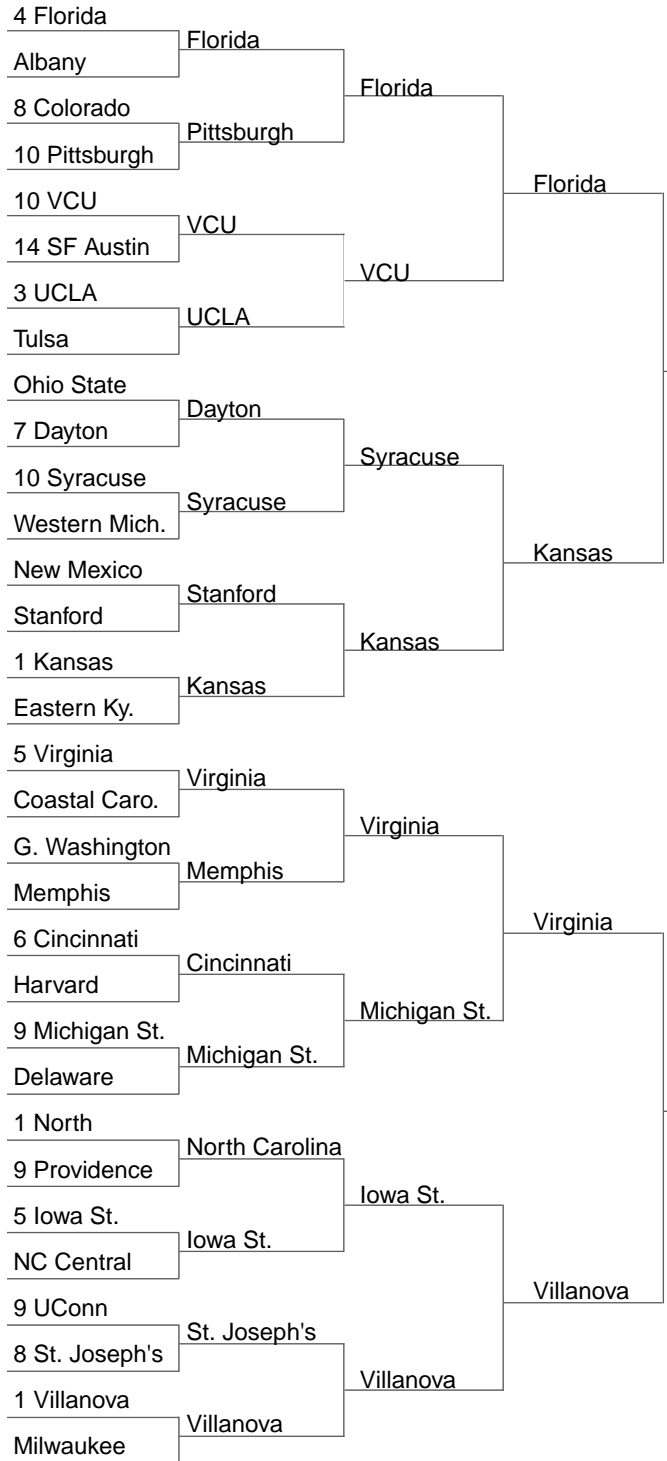 4 Florida
Albany
8 Colorado
10 Pittsburgh
10 VCU
14 SF Austin
3 UCLA
Tulsa
Ohio State
7 Dayton
10 Syracuse
Western Mich.
New Mexico
Stanford
1 Kansas
Eastern Ky.
5 Virginia
Coastal Caro.
G. Washington
Memphis
6 Cincinnati
Harvard
9 Michigan St.
Delaware
1 North
9 Providence
5 Iowa St.
NC Central
9 UConn
8 St. Joseph's
1 Villanova
Milwaukee
Florida
Pittsburgh
VCU
UCLA
Dayton
Syracuse
Stanford
Kansas
Virginia
Memphis
Cincinnati
Michigan St.
North Carolina
Iowa St.
St. Joseph's
Villanova
Florida
VCU
Syracuse
Kansas
Virginia
Michigan St.
Iowa St.
Villanova
Florida
Kansas
Virginia
Villanova